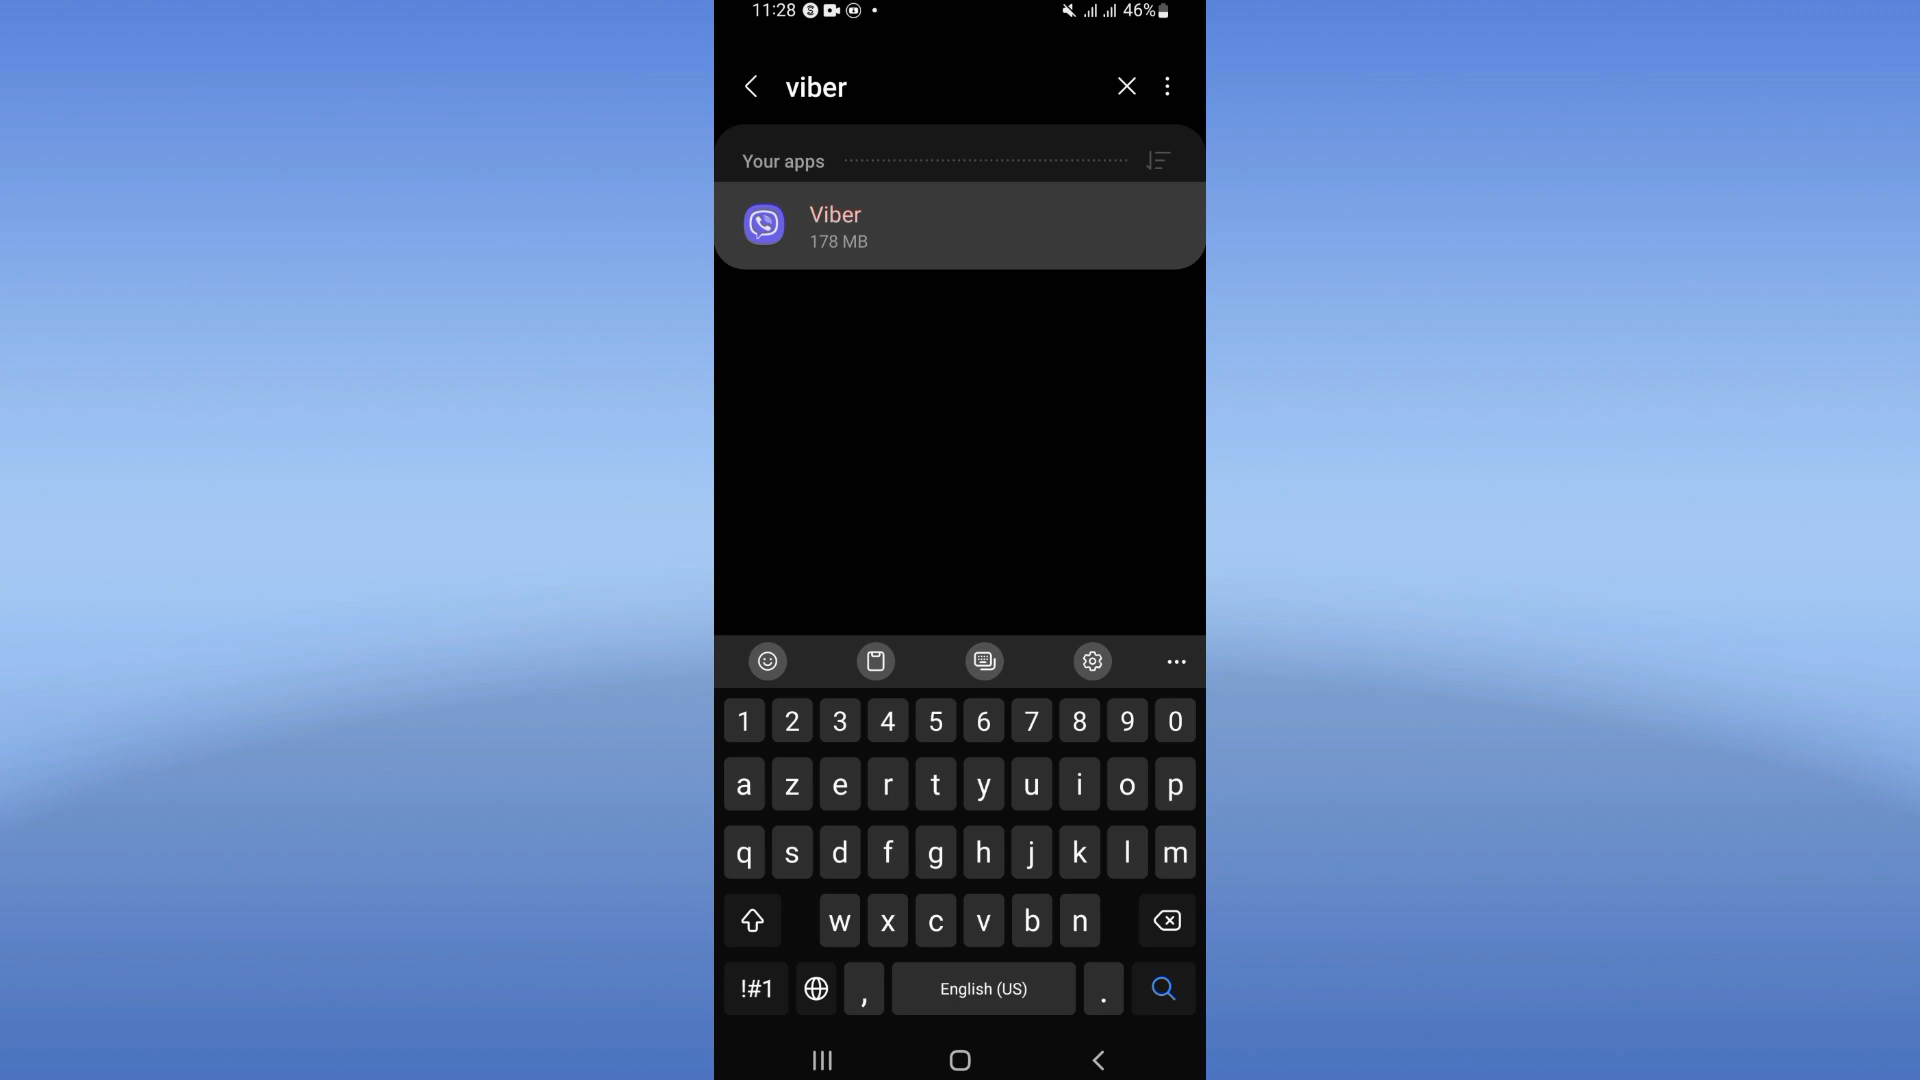 11:28 46%
viber
Your apps
Viber
178 MB
1 2 3 4 5 6 7 8 9 0
a z e r t y u i o p
q s d f g h j k l m
w x c v b n
!#1 , English (US) .